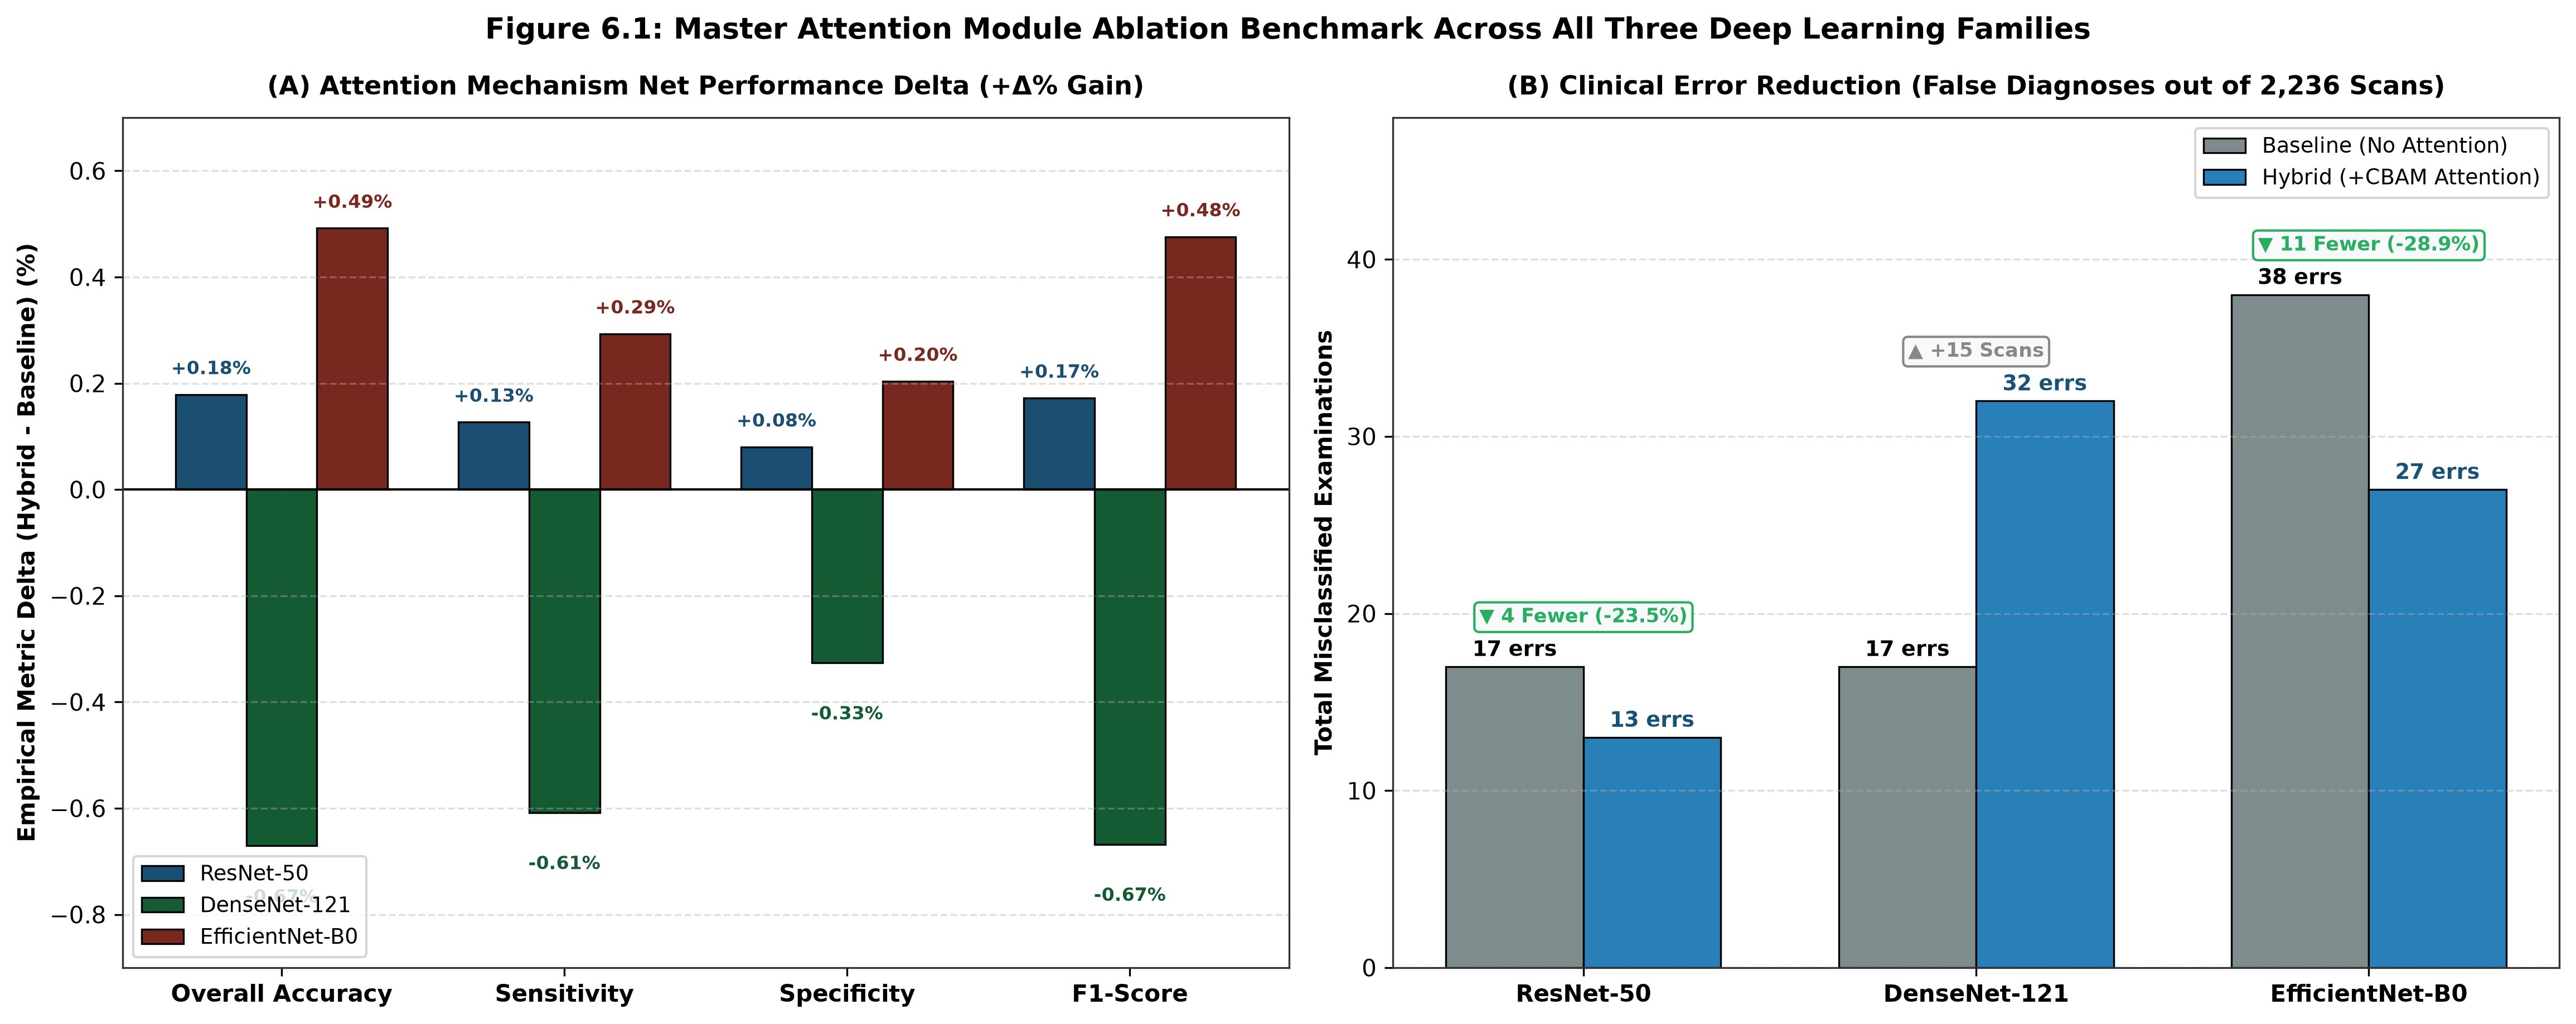 Figure 6.1: Master Attention Module Ablation Benchmark Across All Three Deep Learning Families
(A) Attention Mechanism Net Performance Delta (+Δ% Gain)
Empirical Metric Delta (Hybrid - Baseline) (%)
0.6
0.4
0.2
0.0
−0.2
−0.4
−0.6
−0.8
+0.18%
-0.67%
+0.49%
+0.13%
-0.61%
+0.29%
+0.08%
-0.33%
+0.20%
+0.17%
-0.67%
+0.48%
ResNet-50
DenseNet-121
EfficientNet-B0
Overall Accuracy
Sensitivity
Specificity
F1-Score
(B) Clinical Error Reduction (False Diagnoses out of 2,236 Scans)
Total Misclassified Examinations
40
30
20
10
0
Baseline (No Attention)
Hybrid (+CBAM Attention)
▼ 4 Fewer (-23.5%)
17 errs
13 errs
▲ +15 Scans
17 errs
32 errs
▼ 11 Fewer (-28.9%)
38 errs
27 errs
ResNet-50
DenseNet-121
EfficientNet-B0